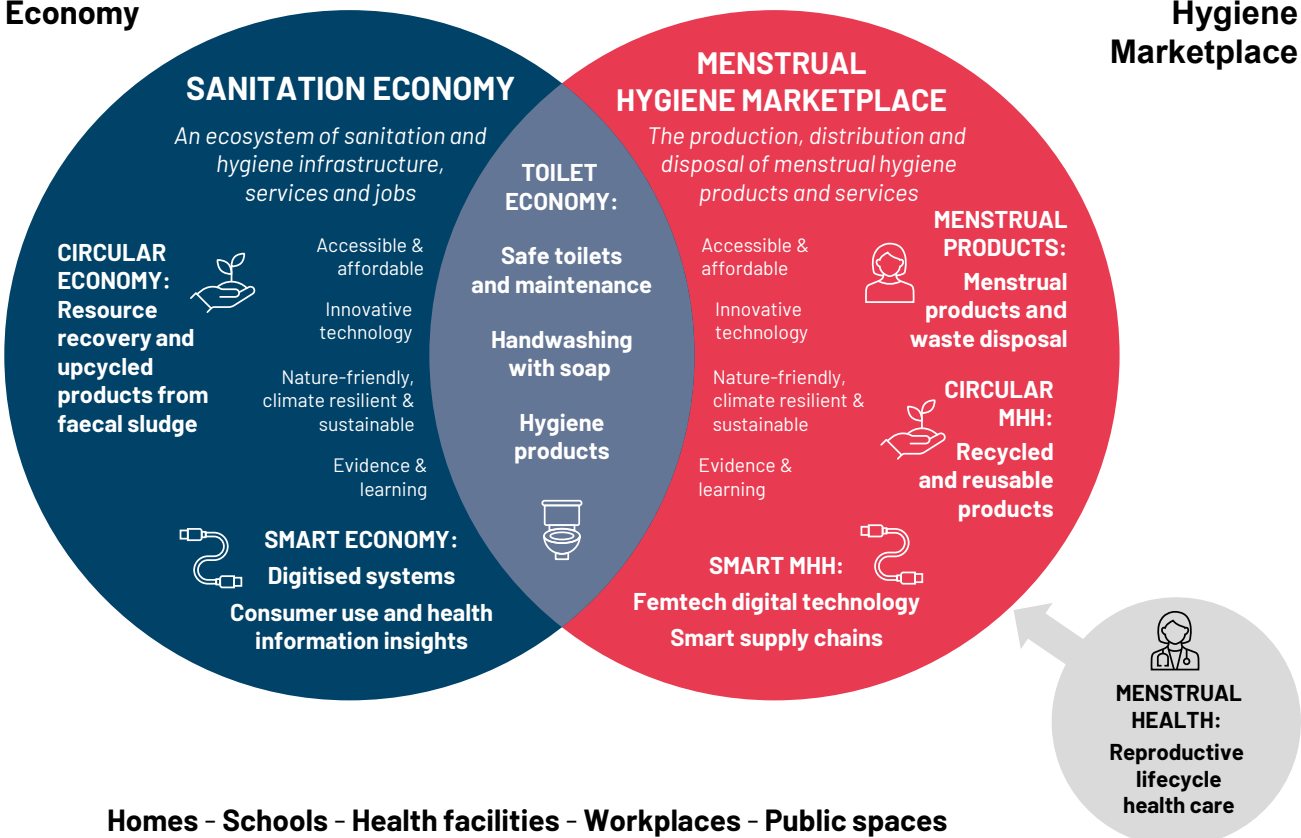 Economy
Hygiene
Marketplace
SANITATION ECONOMY
An ecosystem of sanitation and
hygiene infrastructure,
services and jobs
CIRCULAR
ECONOMY:
Resource
recovery and
upcycled
products from
faecal sludge
Accessible &
affordable
Innovative
technology
Nature-friendly,
climate resilient &
sustainable
Evidence &
learning
SMART ECONOMY:
Digitised systems
Consumer use and health
information insights
TOILET
ECONOMY:
Safe toilets
and maintenance
Handwashing
with soap
Hygiene
products
MENSTRUAL
HYGIENE MARKETPLACE
The production, distribution and
disposal of menstrual hygiene
products and services
Accessible &
affordable
Innovative
technology
Nature-friendly,
climate resilient &
sustainable
Evidence &
learning
MENSTRUAL
PRODUCTS:
Menstrual
products and
waste disposal
CIRCULAR
MHH:
Recycled
and reusable
products
SMART MHH:
Femtech digital technology
Smart supply chains
MENSTRUAL
HEALTH:
Reproductive
lifecycle
health care
Homes - Schools - Health facilities - Workplaces - Public spaces